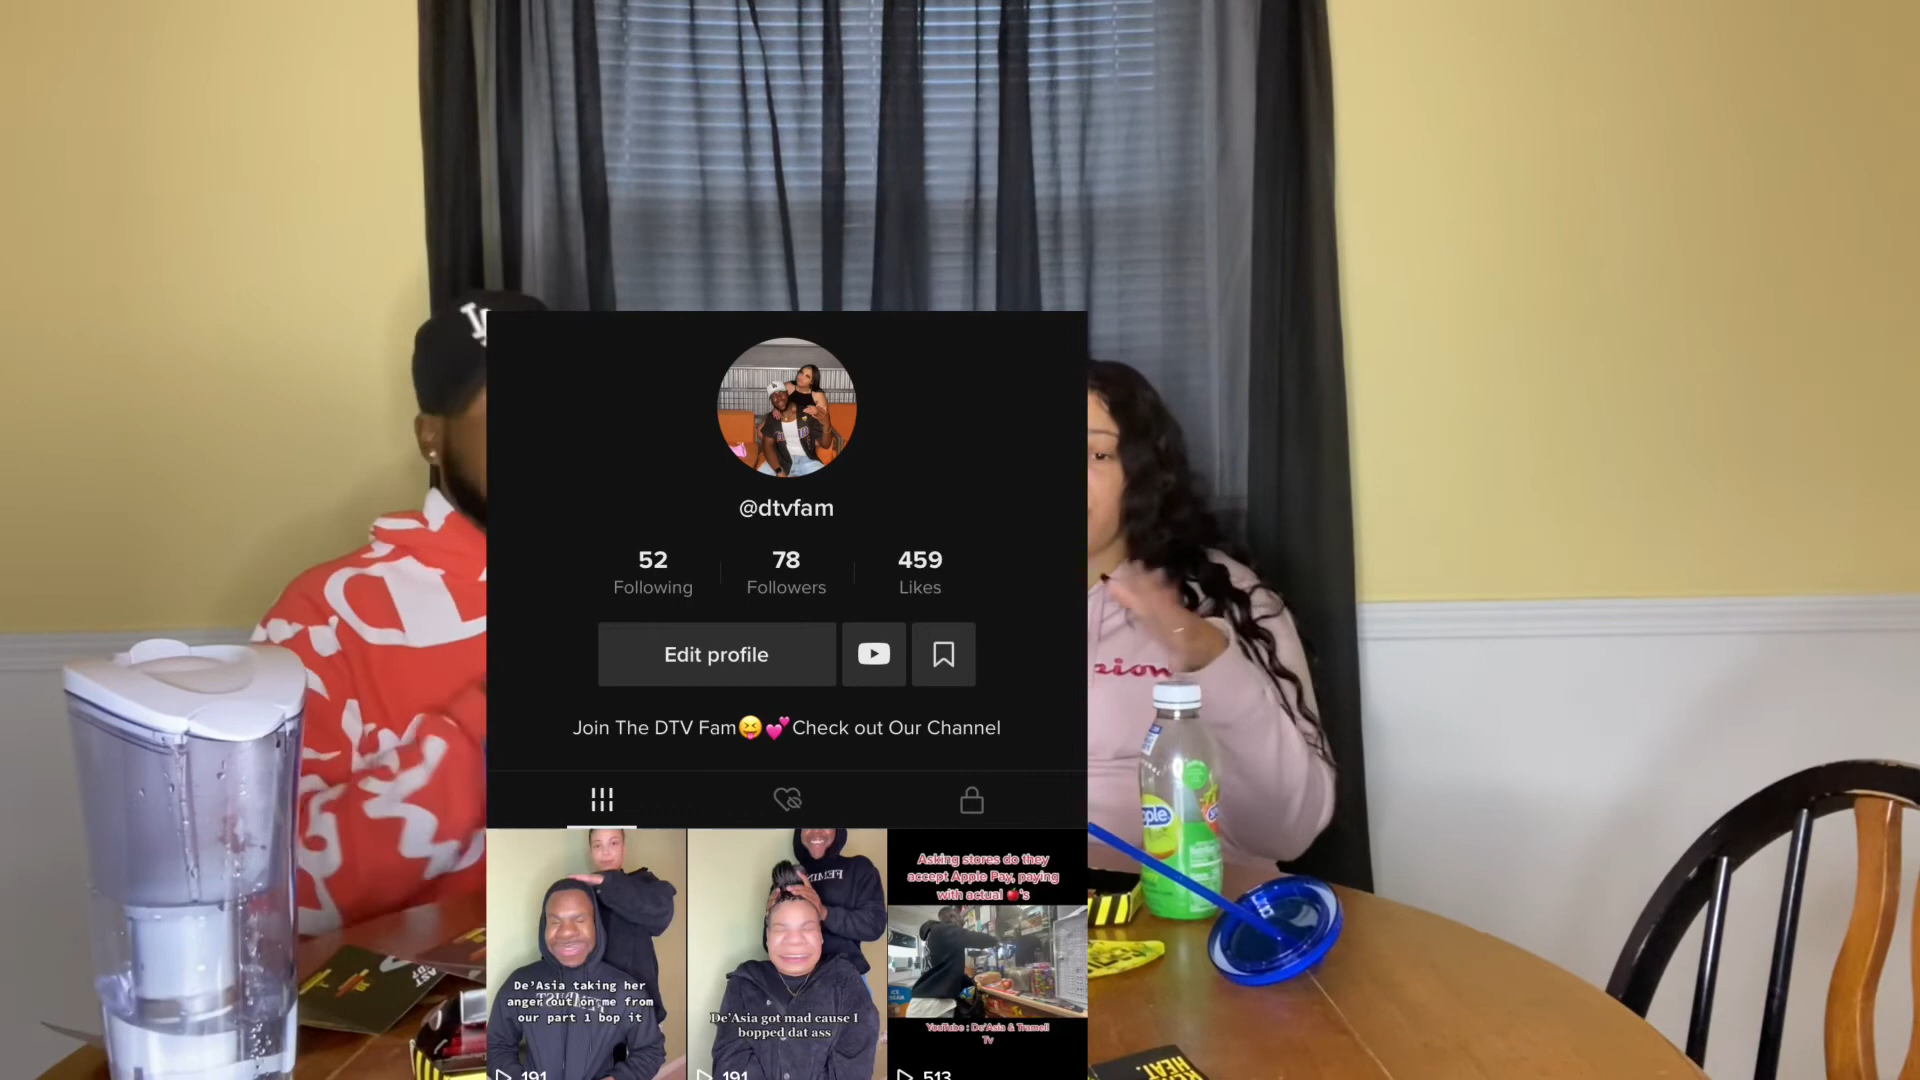 @dtvfam
52
78
459
Following
Followers
Likes
Edit profile
Join The DTV Fam😝💕Check out Our Channel
Asking stores do they
accept Apple Pay, paying
with actual 🍎's
De'Asia taking her
anger out on me from
our part 1 bop it
De'Asia got mad cause I
bopped dat ass
YouTube : De'Asia & Tramell
Tv
191
191
513
HEAT.